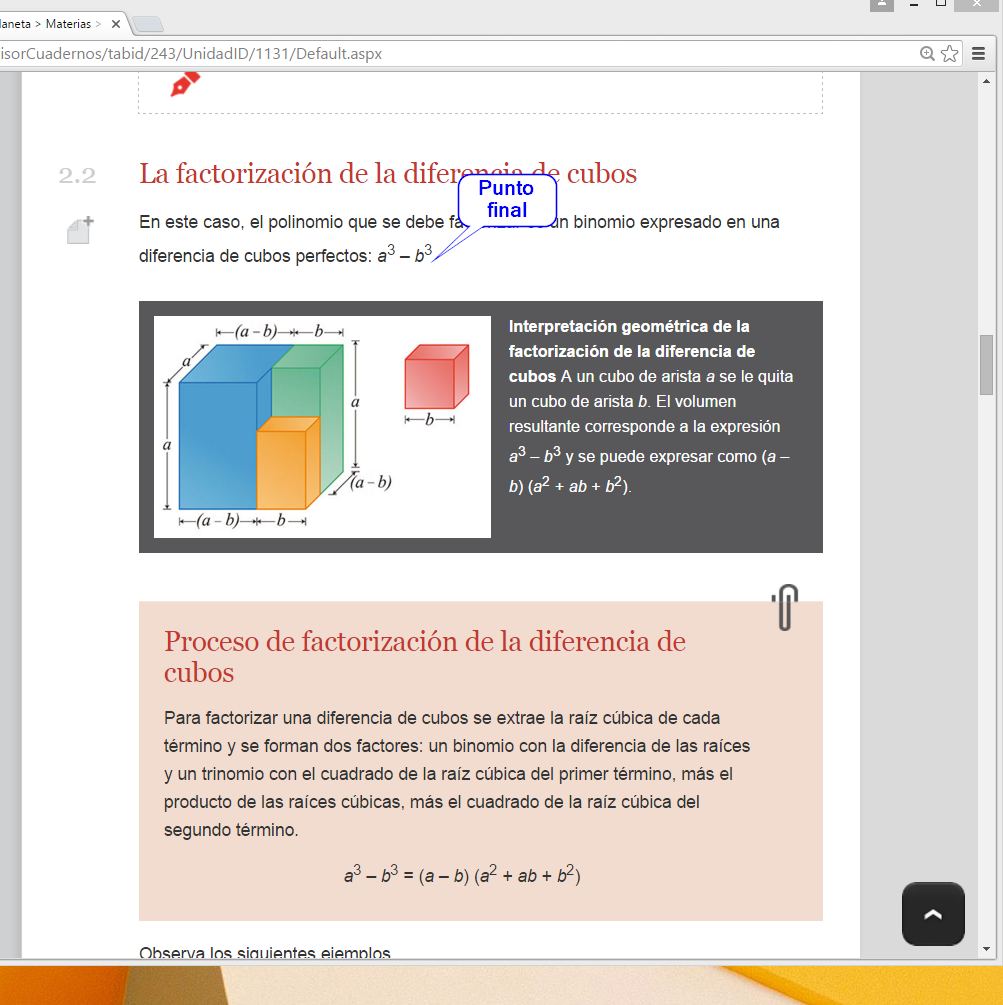 laneta > Materias >
isorCuadernos/tabid/243/UnidadID/1131/Default.aspx
2.2 La factorización de la diferencia de cubos
Punto
final
En este caso, el polinomio que se debe un binomio expresado en una
diferencia de cubos perfectos: a³ – b³
(a – b) b
a
a
a
b
(a – b)
(a – b) b
Interpretación geométrica de la
factorización de la diferencia de
cubos A un cubo de arista a se le quita
un cubo de arista b. El volumen
resultante corresponde a la expresión
a³ – b³ y se puede expresar como (a –
b) (a² + ab + b²).
Proceso de factorización de la diferencia de
cubos
Para factorizar una diferencia de cubos se extrae la raíz cúbica de cada
término y se forman dos factores: un binomio con la diferencia de las raíces
y un trinomio con el cuadrado de la raíz cúbica del primer término, más el
producto de las raíces cúbicas, más el cuadrado de la raíz cúbica del
segundo término.
a³ – b³ = (a – b) (a² + ab + b²)
Observa los siguientes ejemplos